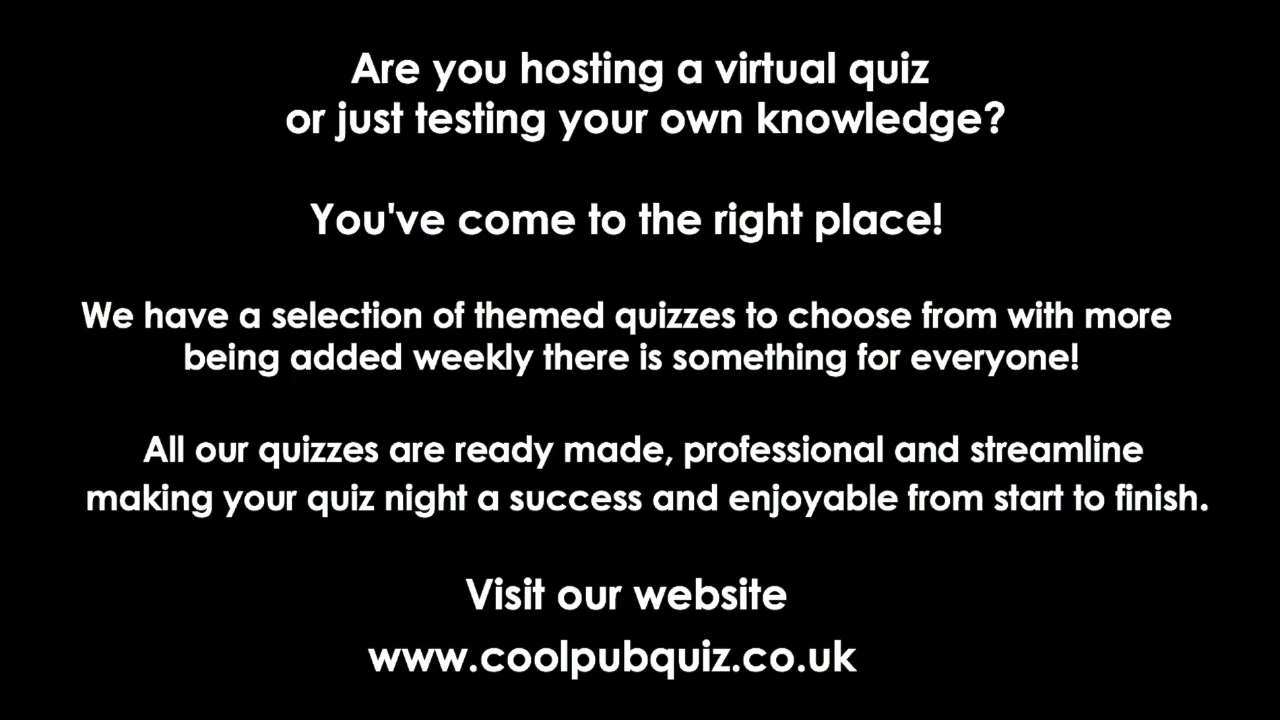 Are you hosting a virtual quiz
or just testing your own knowledge?
You've come to the right place!
We have a selection of themed quizzes to choose from with more
being added weekly there is something for everyone!
All our quizzes are ready made, professional and streamline
making your quiz night a success and enjoyable from start to finish.
Visit our website
www.coolpubquiz.co.uk